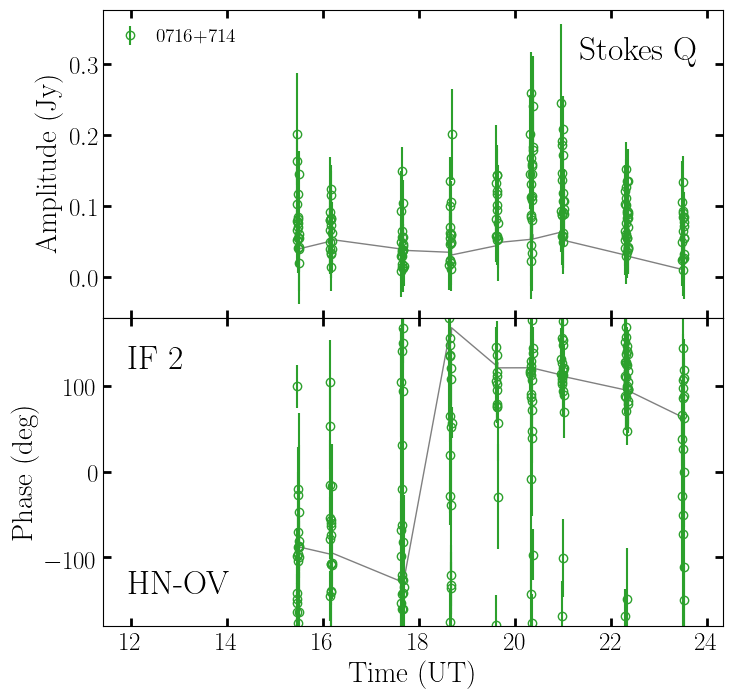 0716+714
Stokes Q
0.3
0.2
0.1
0.0
Amplitude (Jy)
IF 2
100
0
−100
Phase (deg)
HN-OV
12 14 16 18 20 22 24
Time (UT)